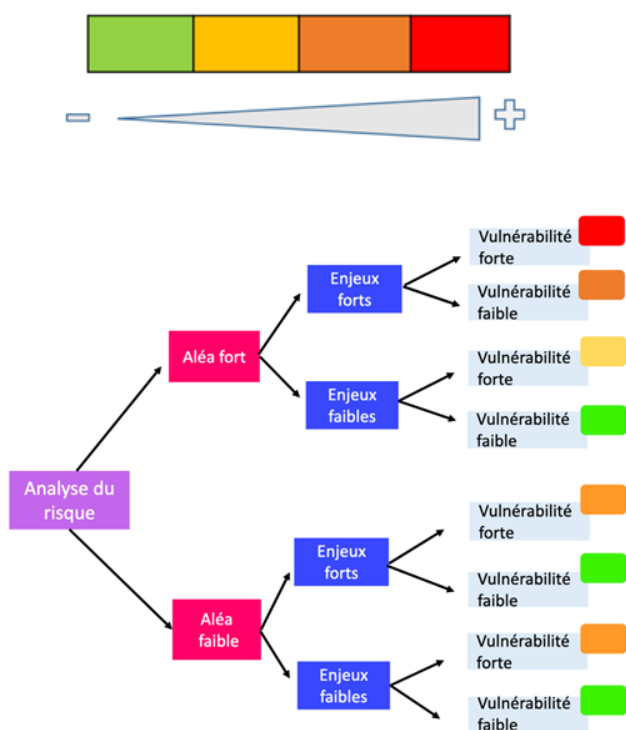 Vulnérabilité
forte
Enjeux
forts
Vulnérabilité
faible
Aléa fort
Vulnérabilité
forte
Enjeux
faibles
Vulnérabilité
faible
Analyse du
risque
Vulnérabilité
forte
Enjeux
forts
Vulnérabilité
faible
Aléa
faible
Vulnérabilité
forte
Enjeux
faibles
Vulnérabilité
faible